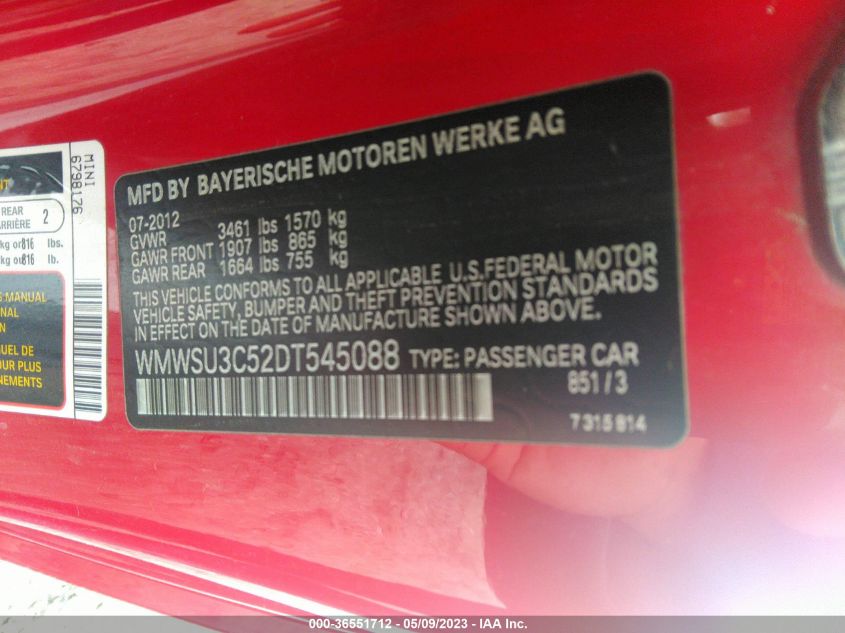 NT
REAR
ARRIÈRE
2
kg or 816 lbs.
kg ou 816 lb.
S MANUAL
NAL
N
UEL DE
OUR PLUS
NEMENTS
MINI
6798176
MFD BY BAYERISCHE MOTOREN WERKE AG
07-2012
GVWR 3461 lbs 1570 kg
GAWR FRONT 1907 lbs 865 kg
GAWR REAR 1664 lbs 755 kg
THIS VEHICLE CONFORMS TO ALL APPLICABLE U.S.FEDERAL MOTOR
VEHICLE SAFETY, BUMPER AND THEFT PREVENTION STANDARDS
IN EFFECT ON THE DATE OF MANUFACTURE SHOWN ABOVE.
WMWSU3C52DT545088 TYPE: PASSENGER CAR
851/3
7315814
000-36551712 - 05/09/2023 - IAA Inc.